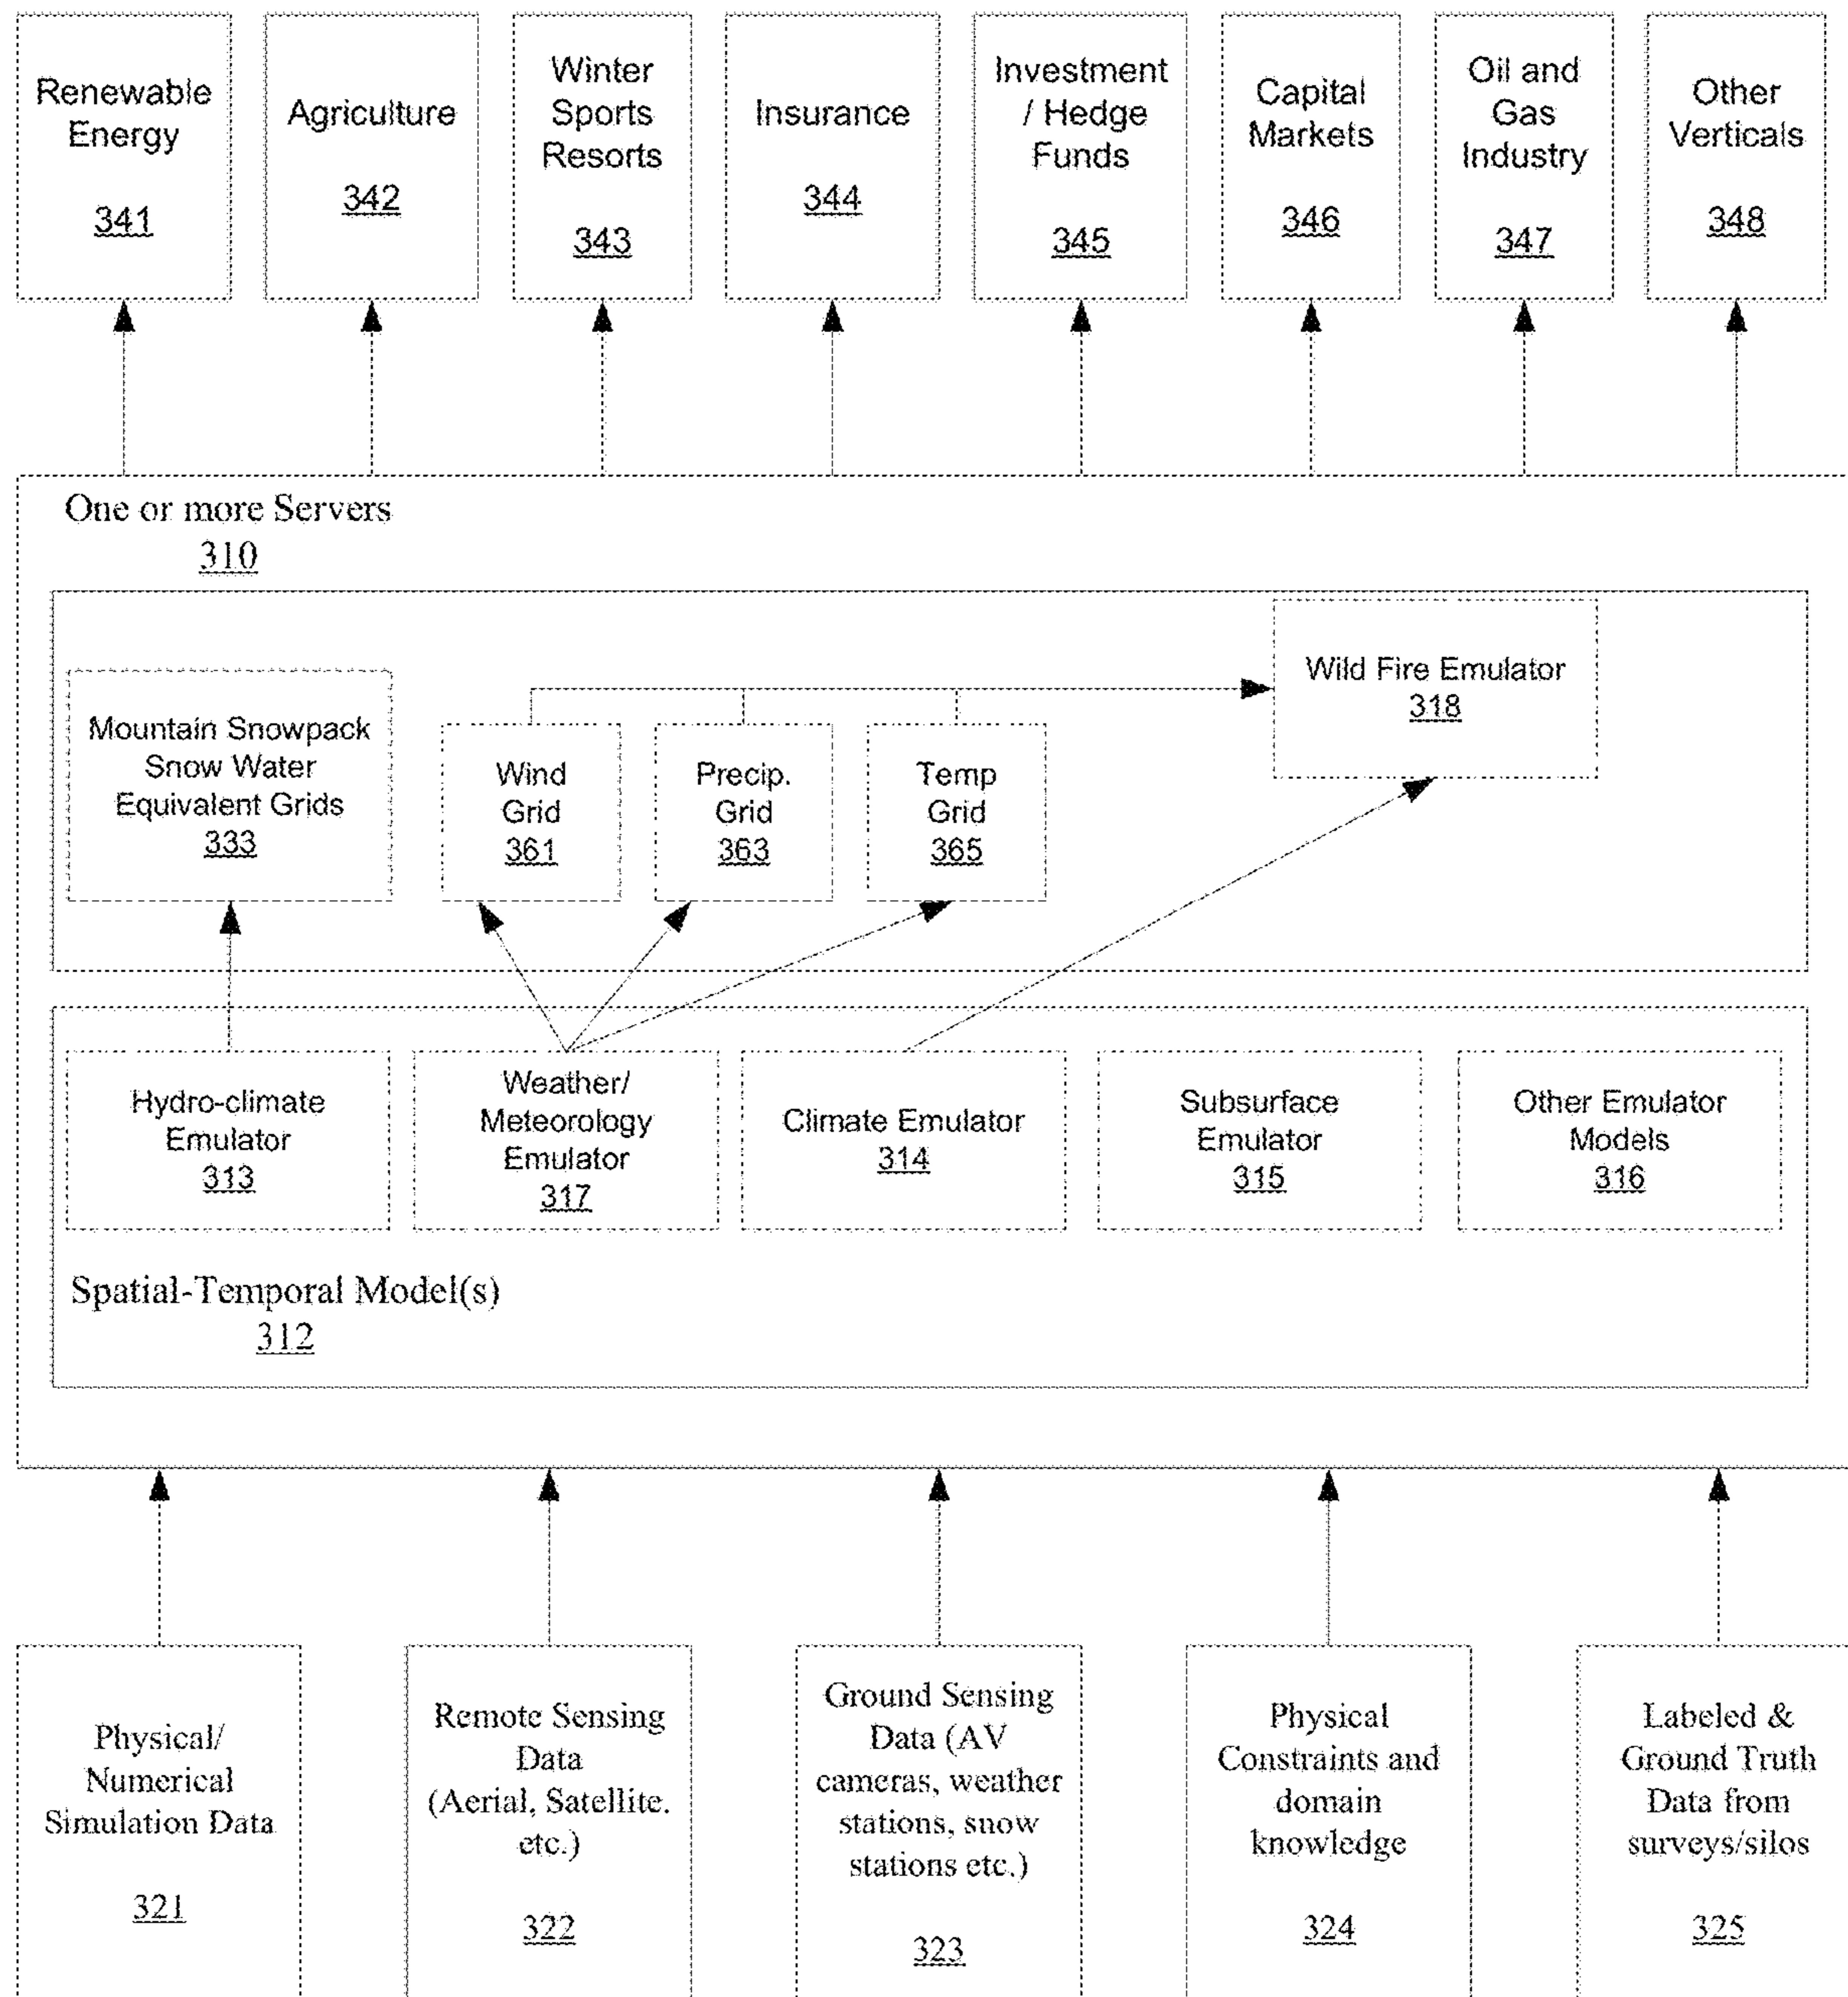 Renewable
Energy
341
Agriculture
342
Winter
Sports
Resorts
343
Insurance
344
Investment
/ Hedge
Funds
345
Capital
Markets
346
Oil and
Gas
Industry
347
Other
Verticals
348
One or more Servers
310
Mountain Snowpack
Snow Water
Equivalent Grids
333
Wind
Grid
361
Precip.
Grid
363
Temp
Grid
365
Wild Fire Emulator
318
Hydro-climate
Emulator
313
Weather/
Meteorology
Emulator
317
Climate Emulator
314
Subsurface
Emulator
315
Other Emulator
Models
316
Spatial-Temporal Model(s)
312
Physical/
Numerical
Simulation Data
321
Remote Sensing
Data
(Aerial, Satellite.
etc.)
322
Ground Sensing
Data (AV
cameras, weather
stations, snow
stations etc.)
323
Physical
Constraints and
domain
knowledge
324
Labeled &
Ground Truth
Data from
surveys/silos
325